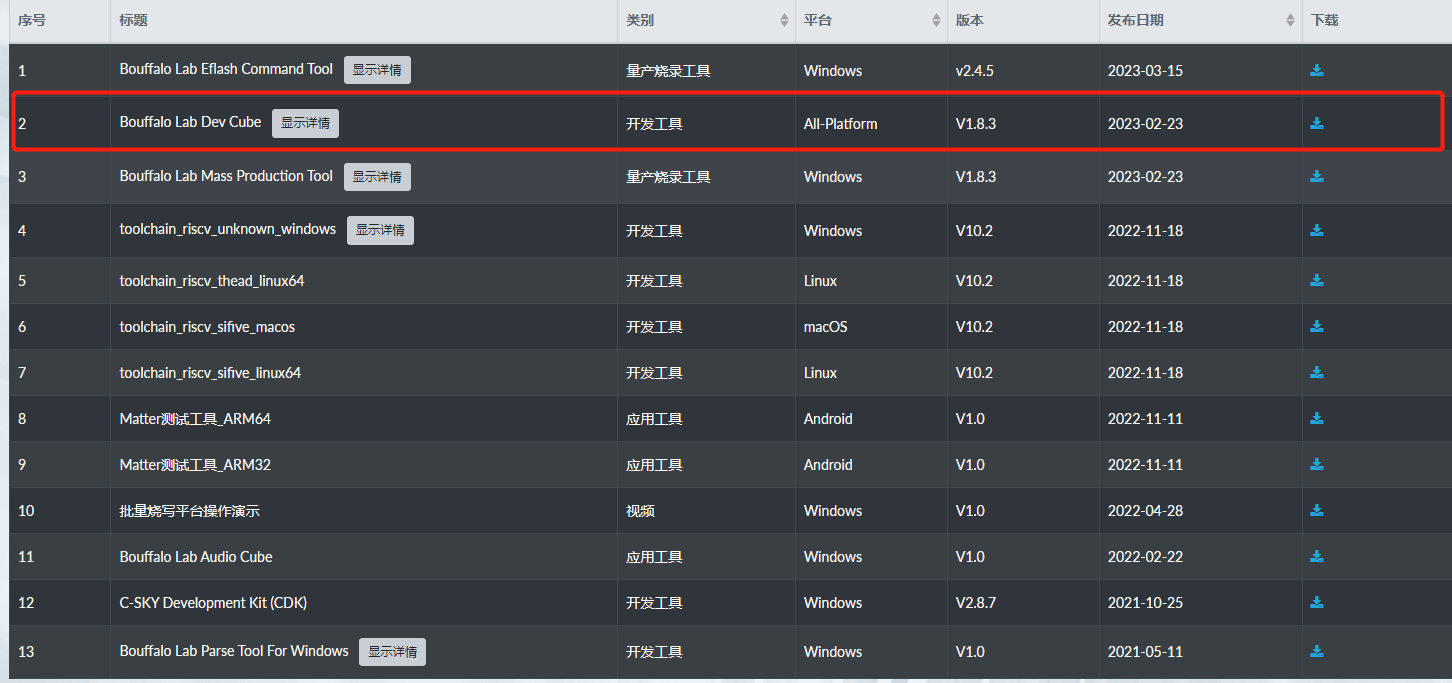 序号 标题 类别 平台 版本 发布日期 下载
1 Bouffalo Lab Eflash Command Tool 显示详情 量产烧录工具 Windows v2.4.5 2023-03-15
2 Bouffalo Lab Dev Cube 显示详情 开发工具 All-Platform V1.8.3 2023-02-23
3 Bouffalo Lab Mass Production Tool 显示详情 量产烧录工具 Windows V1.8.3 2023-02-23
4 toolchain_riscv_unknown_windows 显示详情 开发工具 Windows V10.2 2022-11-18
5 toolchain_riscv_thead_linux64 开发工具 Linux V10.2 2022-11-18
6 toolchain_riscv_sifive_macos 开发工具 macOS V10.2 2022-11-18
7 toolchain_riscv_sifive_linux64 开发工具 Linux V10.2 2022-11-18
8 Matter测试工具_ARM64 应用工具 Android V1.0 2022-11-11
9 Matter测试工具_ARM32 应用工具 Android V1.0 2022-11-11
10 批量烧写平台操作演示 视频 Windows V1.0 2022-04-28
11 Bouffalo Lab Audio Cube 应用工具 Windows V1.0 2022-02-22
12 C-SKY Development Kit (CDK) 开发工具 Windows V2.8.7 2021-10-25
13 Bouffalo Lab Parse Tool For Windows 显示详情 开发工具 Windows V1.0 2021-05-11